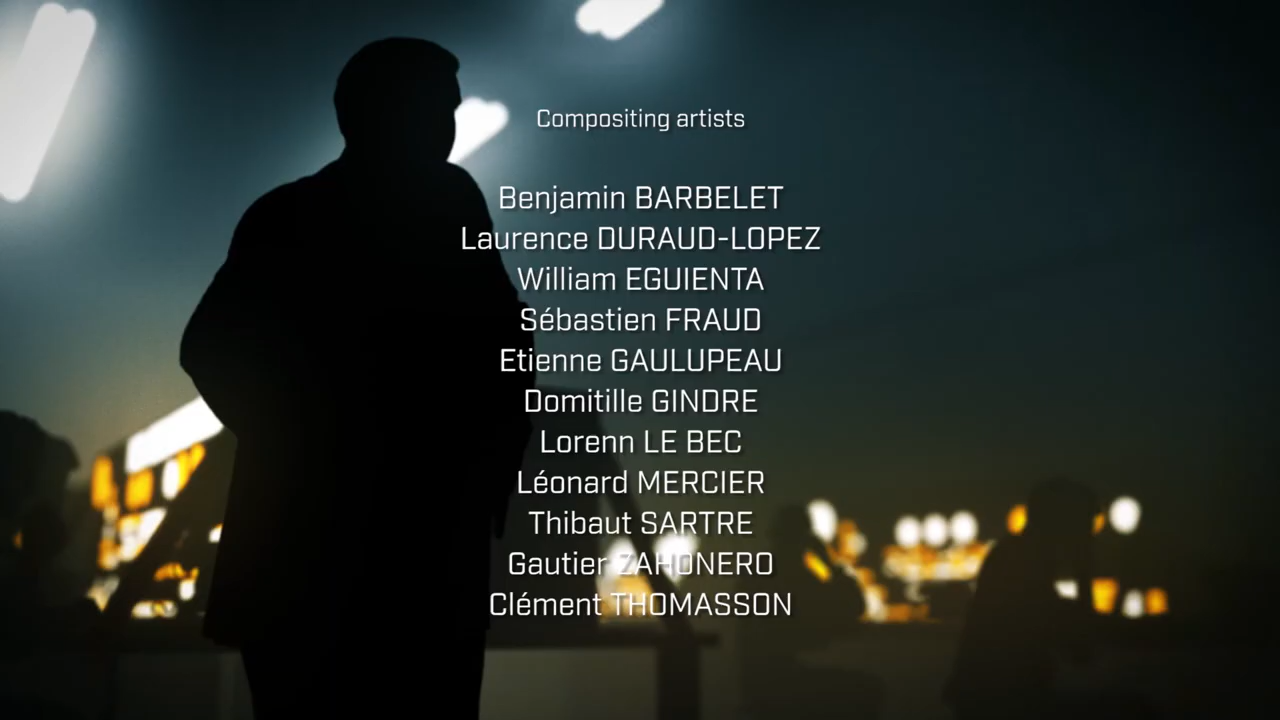 Compositing artists
Benjamin BARBELET
Laurence DURAUD-LOPEZ
William EGUIENTA
Sébastien FRAUD
Etienne GAULUPEAU
Domitille GINDRE
Lorenn LE BEC
Léonard MERCIER
Thibaut SARTRE
Gautier ZAHONERO
Clément THOMASSON